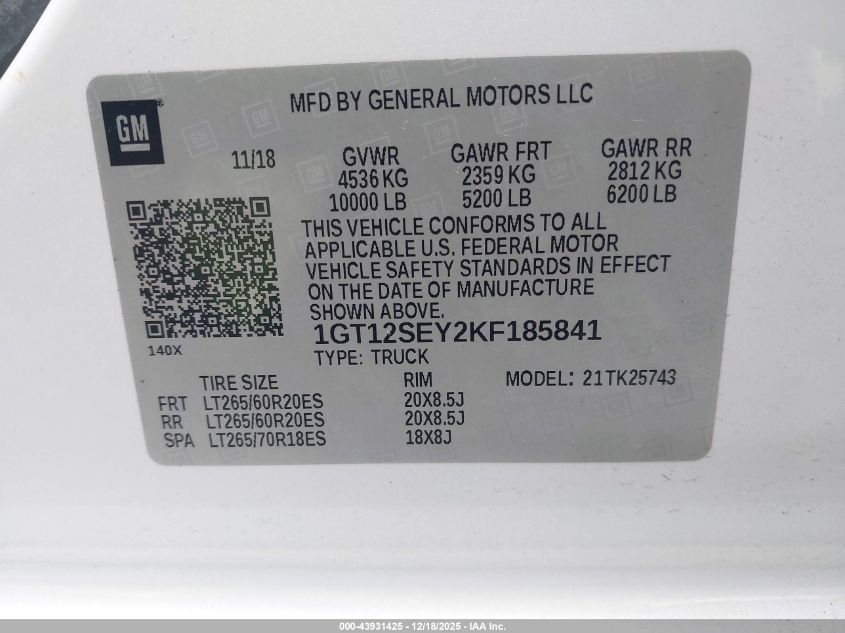 MFD BY GENERAL MOTORS LLC
GM
11/18
GVWR GAWR FRT GAWR RR
4536 KG 2359 KG 2812 KG
10000 LB 5200 LB 6200 LB
THIS VEHICLE CONFORMS TO ALL
APPLICABLE U.S. FEDERAL MOTOR
VEHICLE SAFETY STANDARDS IN EFFECT
ON THE DATE OF MANUFACTURE
SHOWN ABOVE.
1GT12SEY2KF185841
140X
TYPE: TRUCK
TIRE SIZE RIM MODEL: 21TK25743
FRT LT265/60R20ES 20X8.5J
RR LT265/60R20ES 20X8.5J
SPA LT265/70R18ES 18X8J
000-43931425 - 12/18/2025 - IAA Inc.